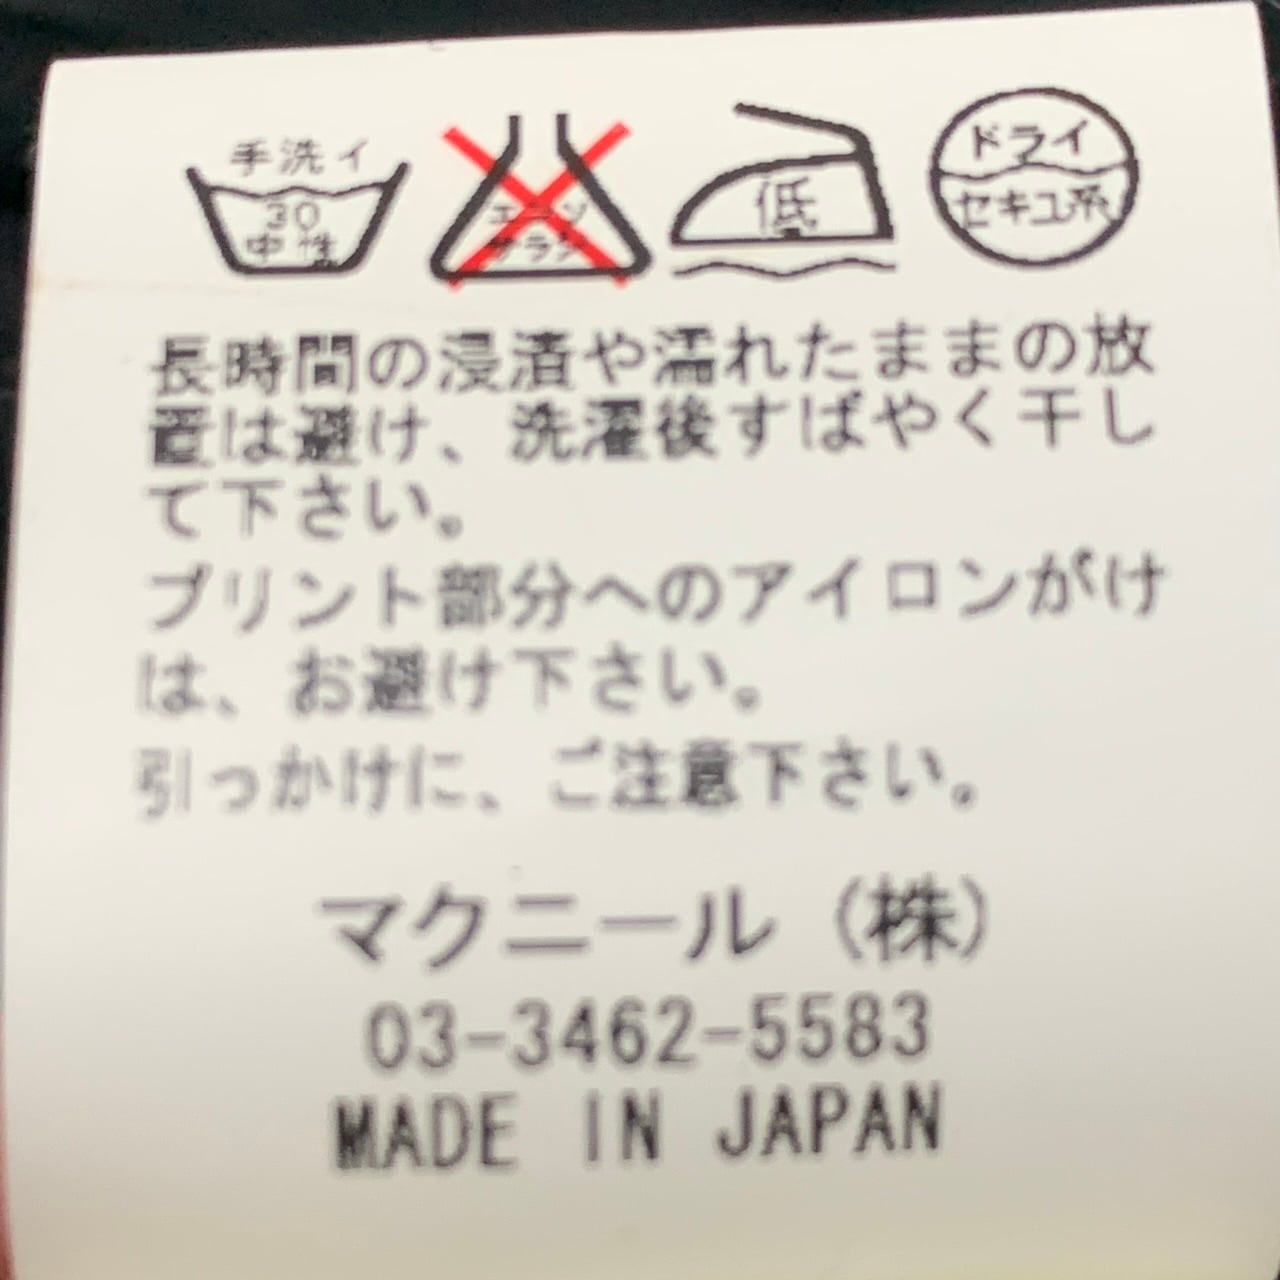 手洗イ
30
中性
エンソ
サラシ
低
ドライ
セキユ系
長時間の浸漬や濡れたままの放
置は避け、洗濯後すばやく干し
て下さい。
プリント部分へのアイロンがけ
は、お避け下さい。
引っかけに、ご注意下さい。
マクニール（株）
03-3462-5583
MADE IN JAPAN